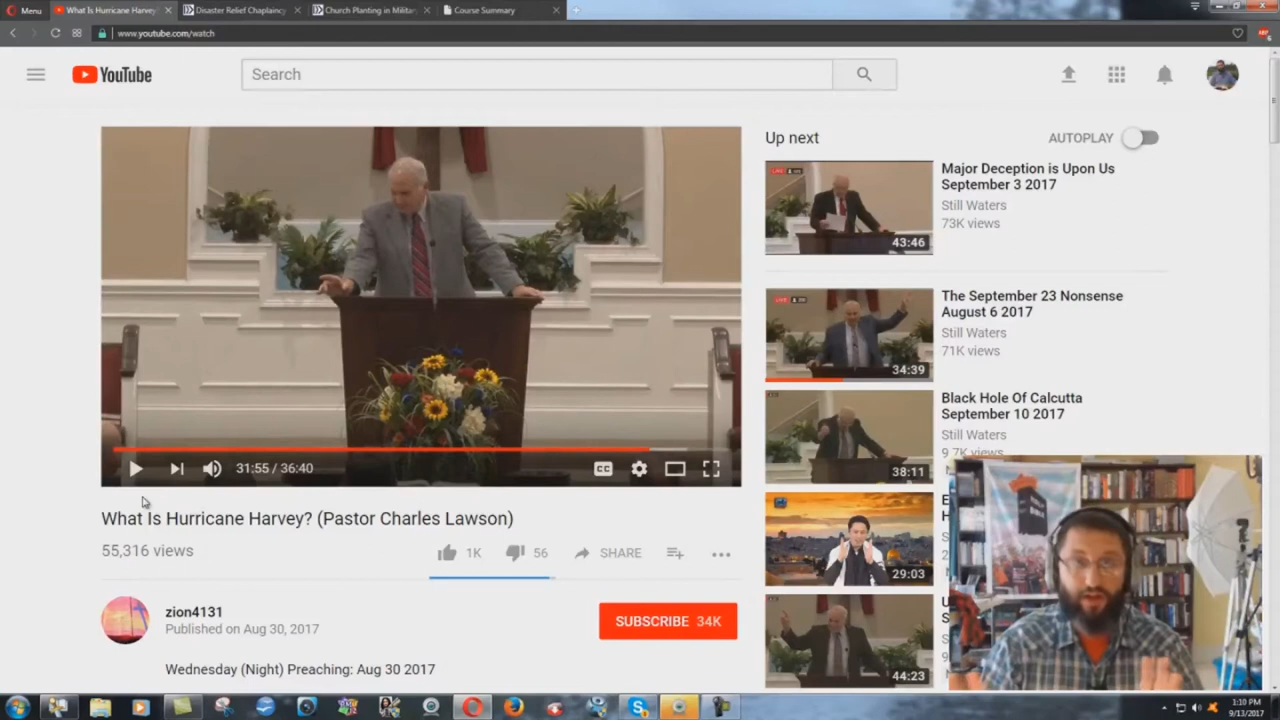 Menu
What Is Hurricane Harvey
Disaster Relief Chaplaincy
Church Planting in Military
Course Summary
www.youtube.com/watch
YouTube
Search
Up next
AUTOPLAY
Major Deception is Upon Us
September 3 2017
Still Waters
73K views
43:46
The September 23 Nonsense
August 6 2017
Still Waters
71K views
34:39
Black Hole Of Calcutta
September 10 2017
Still Waters
9.7K views
38:11
29:03
44:23
31:55 / 36:40
CC
What Is Hurricane Harvey? (Pastor Charles Lawson)
55,316 views
1K
56
SHARE
zion4131
Published on Aug 30, 2017
SUBSCRIBE 34K
Wednesday (Night) Preaching: Aug 30 2017
1:10 PM
9/13/2017